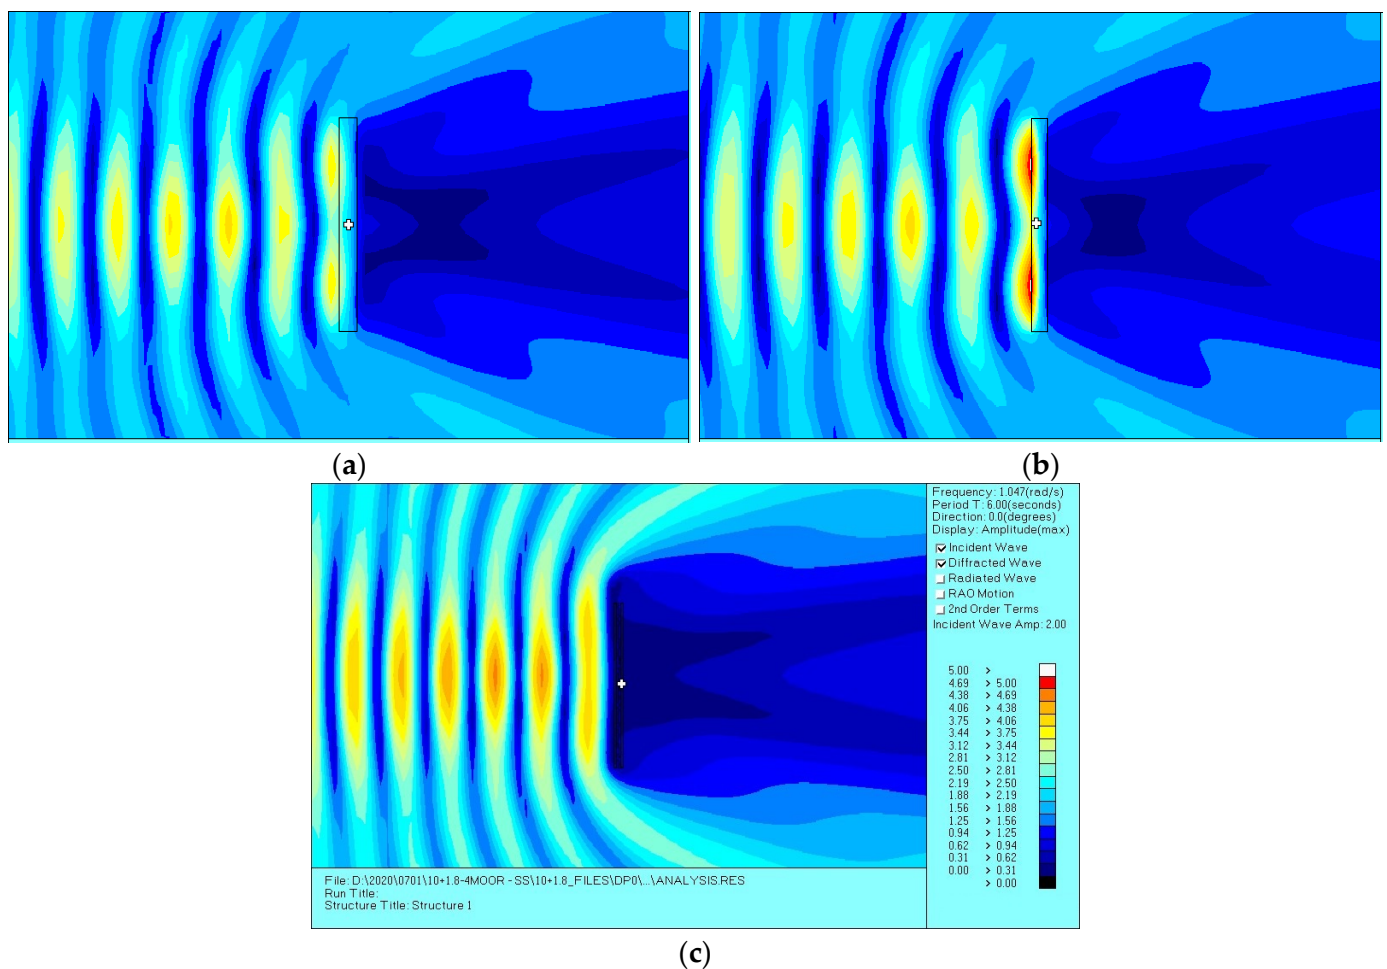 (a)
(b)
Frequency: 1.047(rad/s)
Period T: 6.00(seconds)
Direction: 0.0(degrees)
Display: Amplitude(max)
Incident Wave
Diffracted Wave
Radiated Wave
RAO Motion
2nd Order Terms
Incident Wave Amp: 2.00
5.00 >
4.69 > 5.00
4.38 > 4.69
4.06 > 4.38
3.75 > 4.06
3.44 > 3.75
3.12 > 3.44
2.81 > 3.12
2.50 > 2.81
2.19 > 2.50
1.88 > 2.19
1.56 > 1.88
1.25 > 1.56
0.94 > 1.25
0.62 > 0.94
0.31 > 0.62
0.00 > 0.31
> 0.00
File: D:\2020\0701\10+1.8-4MOOR - SS\10+1.8_FILES\DP0\...\ANALYSIS.RES
Run Title:
Structure Title: Structure 1
(c)